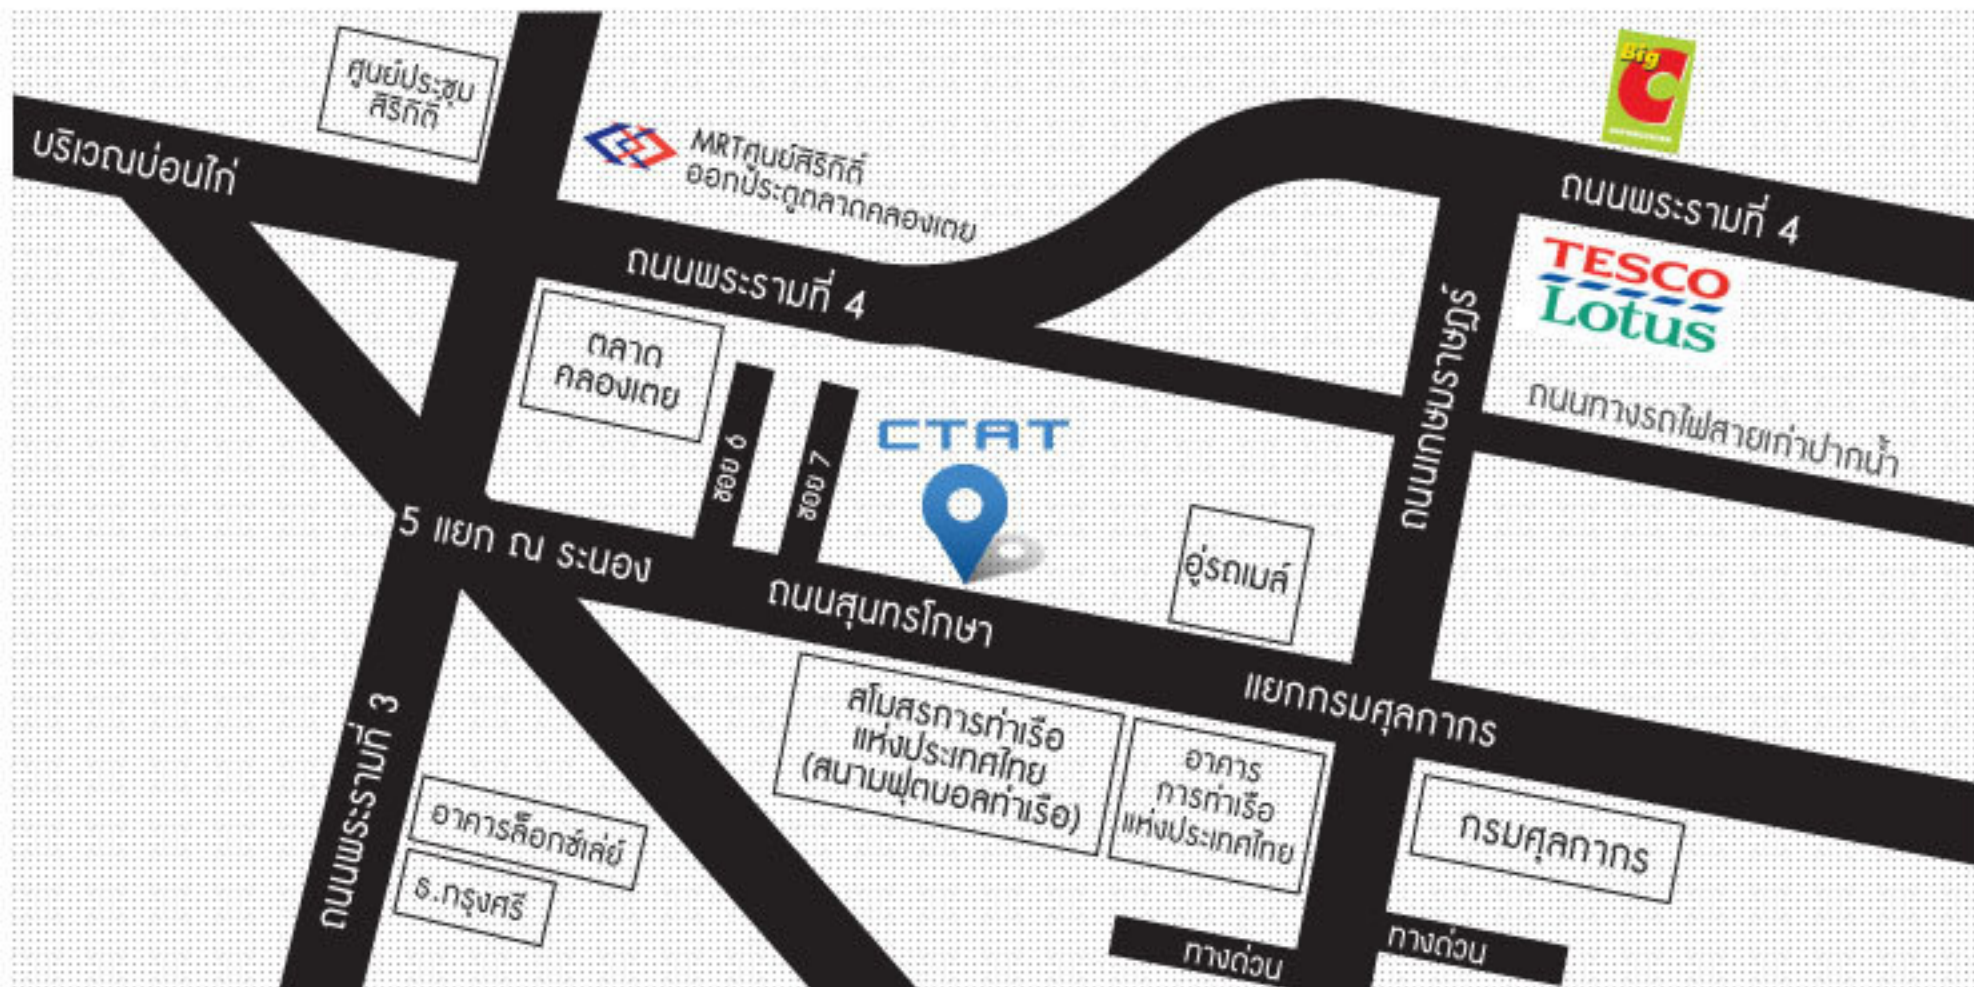 ศูนย์ประชุม
สิริกิติ์
บริเวณบ่อนไก่
MRTศูนย์สิริกิติ์
ออกประตูตลาดคลองเตย
Big
C
ถนนพระรามที่ 4
ถนนพระรามที่ 4
TESCO
Lotus
ถนนเกษมราษฎร์
ถนนทางรถไฟสายเก่าปากน้ำ
ตลาด
คลองเตย
ซอย 6
ซอย 7
CTAT
5 แยก ณ ระนอง
ถนนสุนทรโกษา
อู่รถเมล์
แยกกรมศุลกากร
สโมสรการท่าเรือ
แห่งประเทศไทย
(สนามฟุตบอลท่าเรือ)
อาคาร
การท่าเรือ
แห่งประเทศไทย
กรมศุลกากร
ถนนพระรามที่ 3
อาคารล็อกซ์เล่ย์
ธ.กรุงศรี
ทางด่วน
ทางด่วน